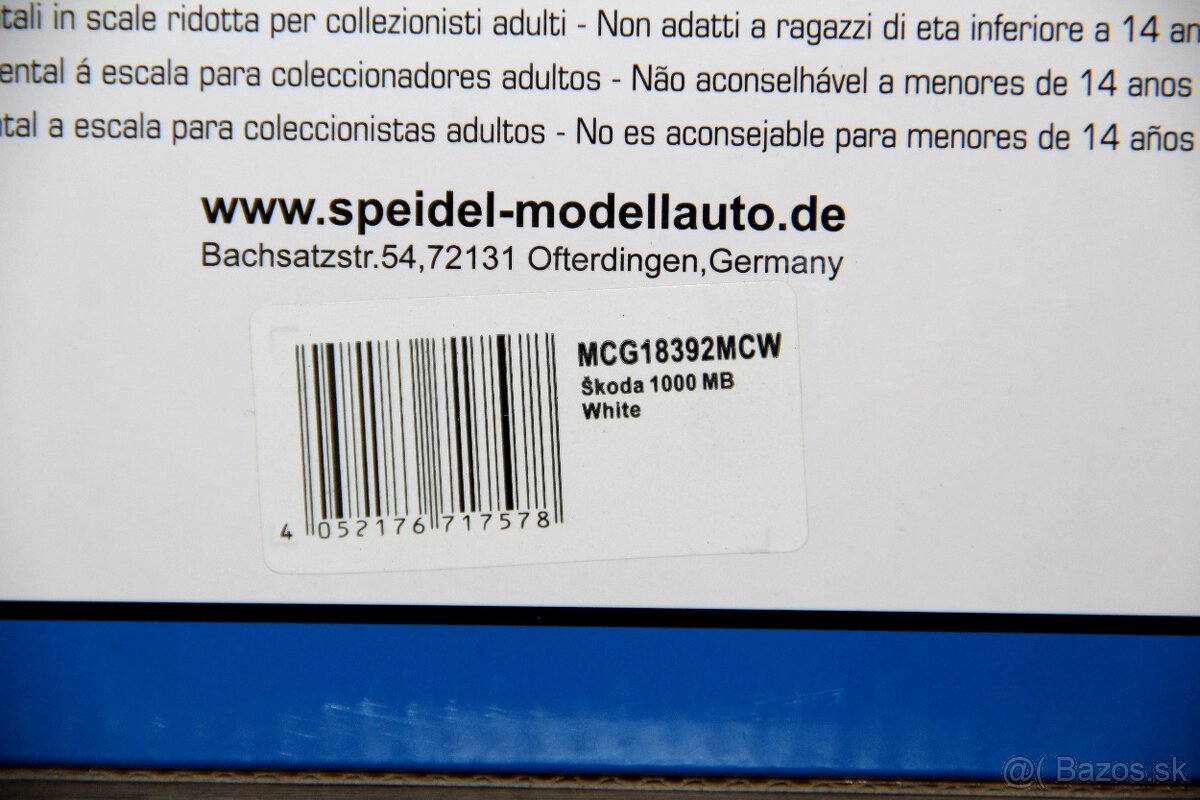 tali in scale ridotta per collezionisti adulti - Non adatti a ragazzi di eta inferiore a 14 an
ental á escala para coleccionadores adultos - Não aconselhável a menores de 14 anos
ntal a escala para coleccionistas adultos - No es aconsejable para menores de 14 años
www.speidel-modellauto.de
Bachsatzstr.54,72131 Ofterdingen,Germany
MCG18392MCW
Škoda 1000 MB
White
4 052176 717578
@( Bazos.sk